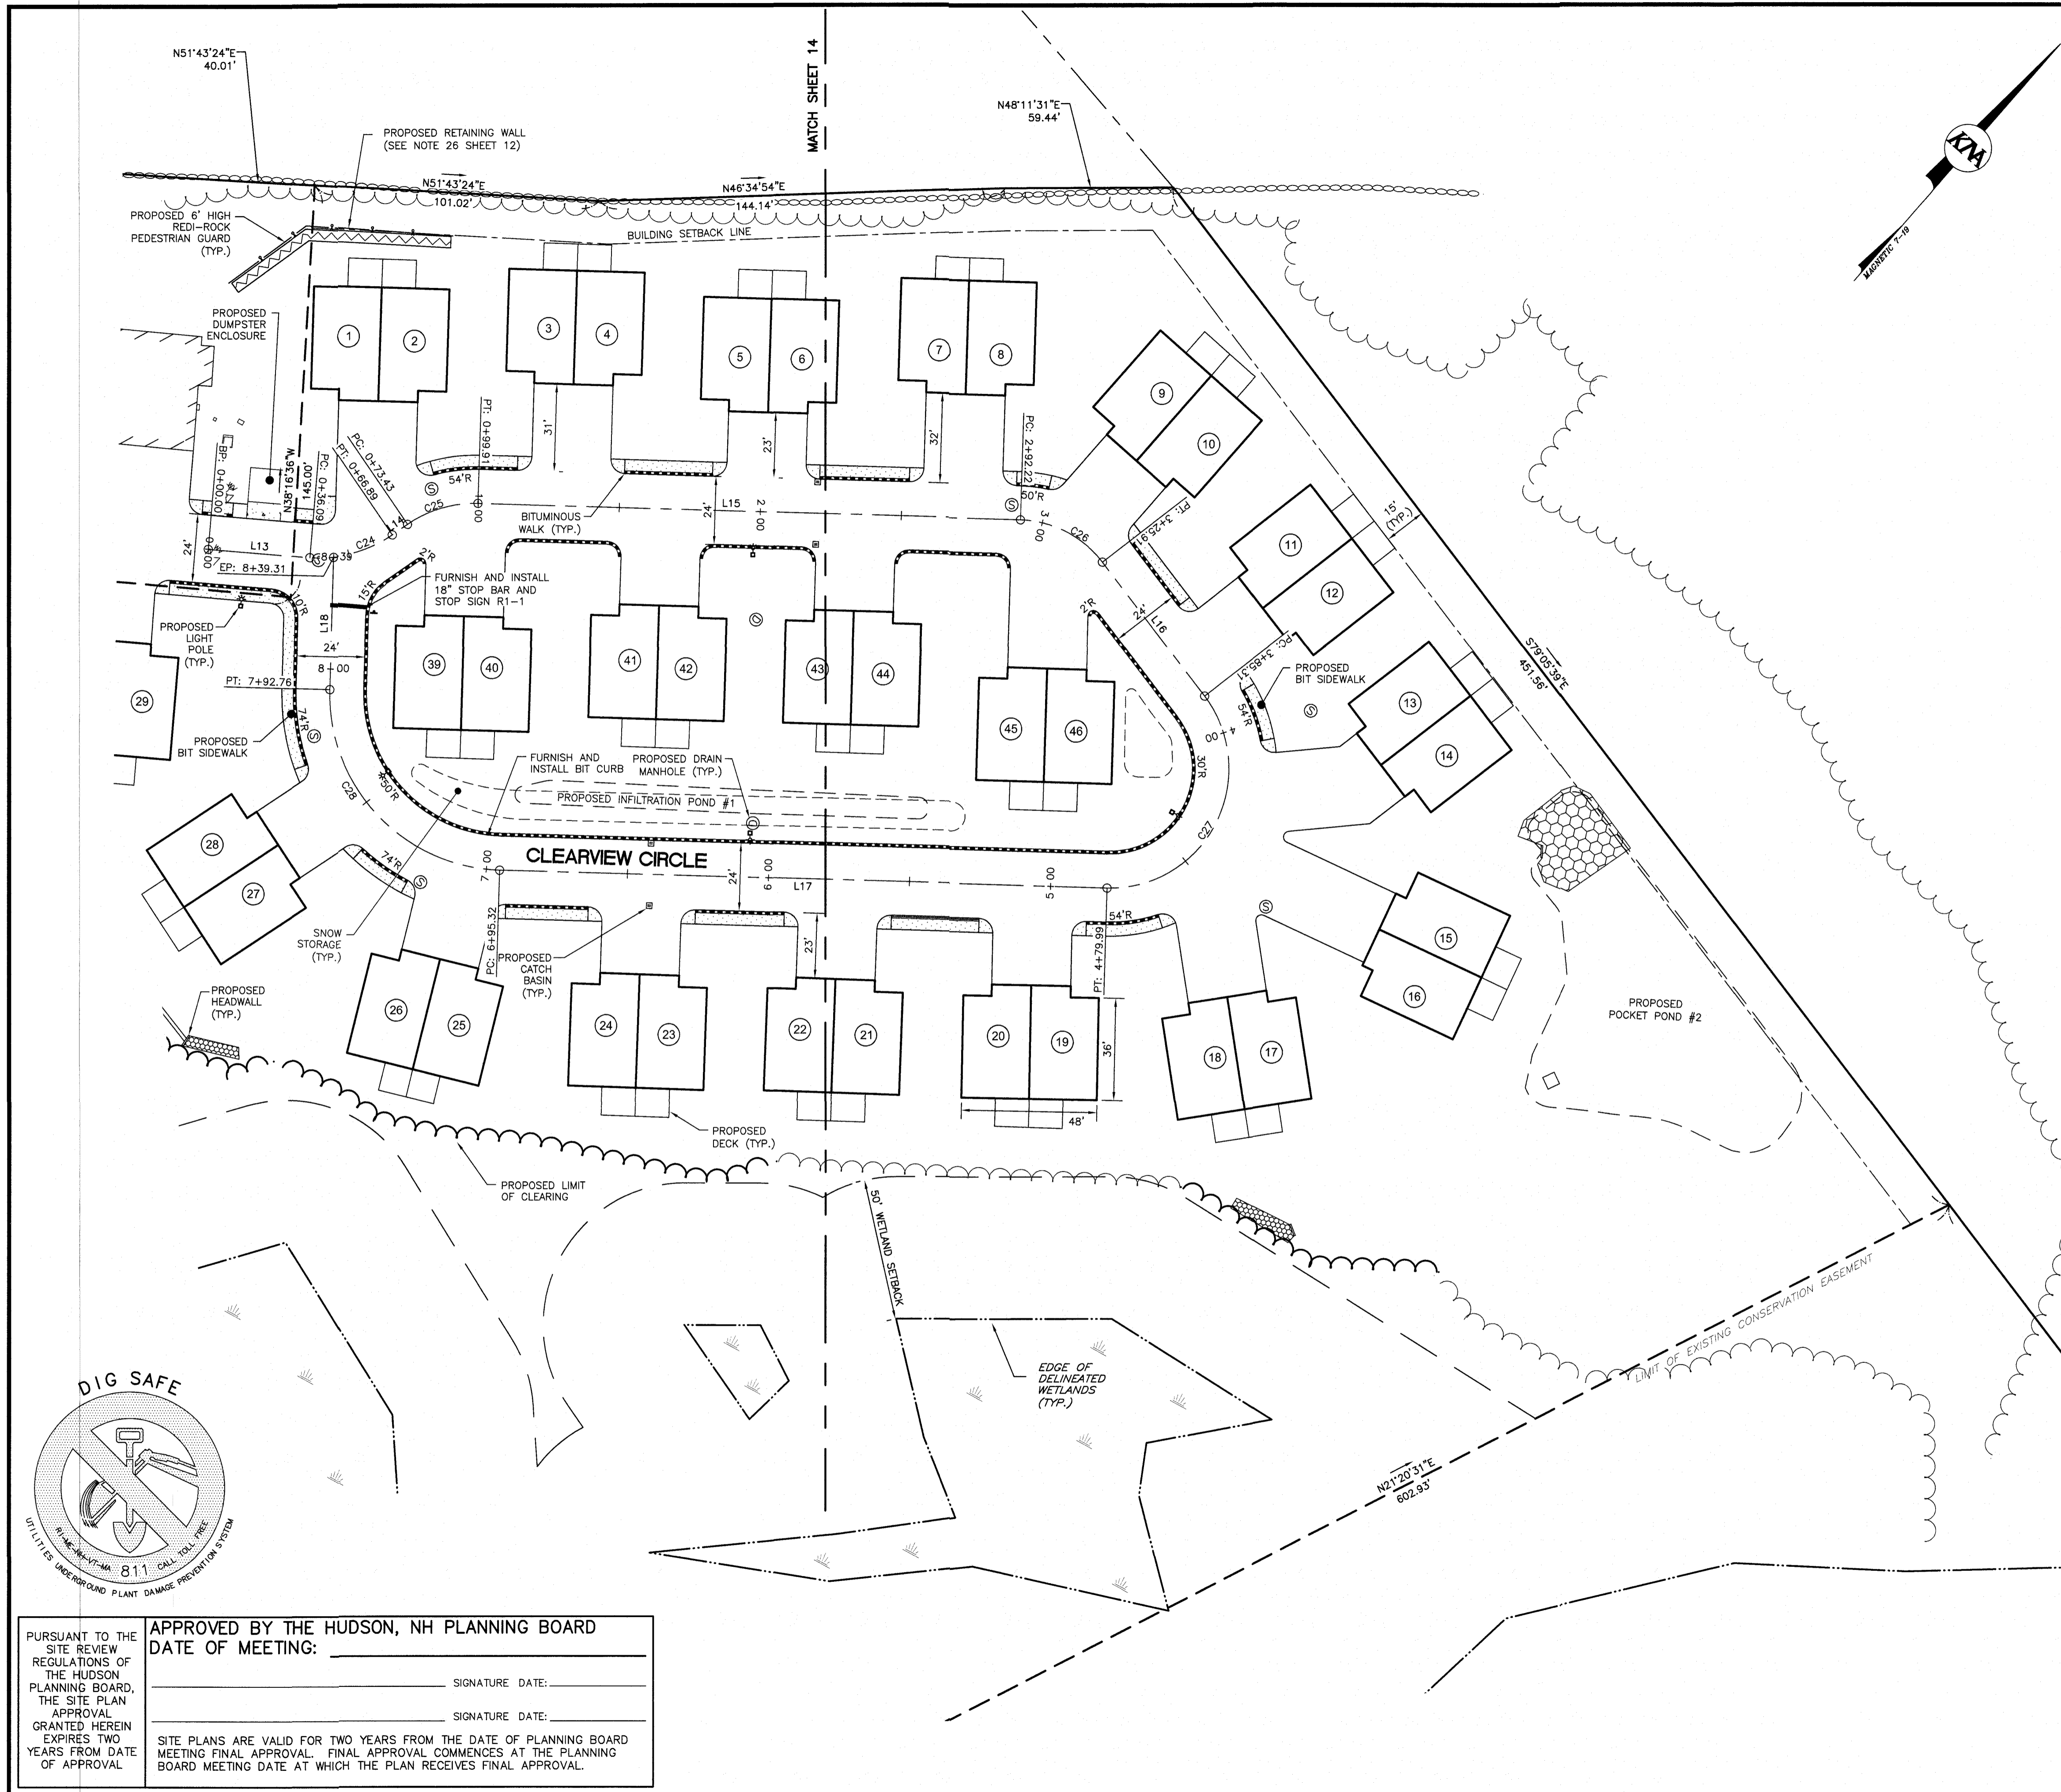 N51°43'24"E
40.01'
MATCH SHEET 14
N48°11'31"E
59.44'
KNA
MAGNETIC 7-19
PROPOSED RETAINING WALL
(SEE NOTE 26 SHEET 12)
N51°43'24"E
101.02'
N46°34'54"E
144.14'
PROPOSED 6' HIGH
REDI-ROCK
PEDESTRIAN GUARD
(TYP.)
BUILDING SETBACK LINE
PROPOSED
DUMPSTER
ENCLOSURE
1
2
3
4
5
6
7
8
9
10
11
12
13
14
15'
(TYP.)
S79°05'39"E
451.56'
BP: 0+00.00
N38°16'36"W
145.00'
PC: 0+36.09
PT: 0+66.89
PC: 0+73.43
PT: 0+99.91
31'
23'
32'
PC: 2+92.22
PT: 3+25.91
S
54'R
C25
1+00
L14
C24
BITUMINOUS
WALK (TYP.)
24'
L15
2+00
S
50'R
3+00
C26
24'
L13
0+00
EP: 8+39.31
2'R
15'R
10'R
FURNISH AND INSTALL
18" STOP BAR AND
STOP SIGN R1-1
L18
24'
8+00
PROPOSED
LIGHT
POLE
(TYP.)
PT: 7+92.76
29
39
40
41
42
D
43
44
45
46
2'R
24'
L16
PC: 3+85.31
PROPOSED
BIT SIDEWALK
54'R
S
4+00
30'R
C27
74'R
S
PROPOSED
BIT SIDEWALK
C28
50'R
FURNISH AND
INSTALL BIT CURB
PROPOSED DRAIN
MANHOLE (TYP.)
PROPOSED INFILTRATION POND #1
D
CLEARVIEW CIRCLE
7+00
24'
6+00
L17
5+00
28
27
74'R
S
SNOW
STORAGE
(TYP.)
PC: 6+95.32
PROPOSED
CATCH
BASIN
(TYP.)
23'
54'R
PT: 4+79.99
S
15
16
PROPOSED
HEADWALL
(TYP.)
26
25
24
23
22
21
20
19
18
17
36'
48'
PROPOSED
POCKET POND #2
PROPOSED
DECK (TYP.)
PROPOSED LIMIT
OF CLEARING
50' WETLAND SETBACK
EDGE OF
DELINEATED
WETLANDS
(TYP.)
LIMIT OF EXISTING CONSERVATION EASEMENT
N21°20'31"E
602.93'
DIG SAFE
RI-ME-NH-VT-MA 811 CALL TOLL FREE
UTILITIES UNDERGROUND PLANT DAMAGE PREVENTION SYSTEM
PURSUANT TO THE
SITE REVIEW
REGULATIONS OF
THE HUDSON
PLANNING BOARD,
THE SITE PLAN
APPROVAL
GRANTED HEREIN
EXPIRES TWO
YEARS FROM DATE
OF APPROVAL
APPROVED BY THE HUDSON, NH PLANNING BOARD
DATE OF MEETING:
SIGNATURE DATE:
SIGNATURE DATE:
SITE PLANS ARE VALID FOR TWO YEARS FROM THE DATE OF PLANNING BOARD
MEETING FINAL APPROVAL. FINAL APPROVAL COMMENCES AT THE PLANNING
BOARD MEETING DATE AT WHICH THE PLAN RECEIVES FINAL APPROVAL.